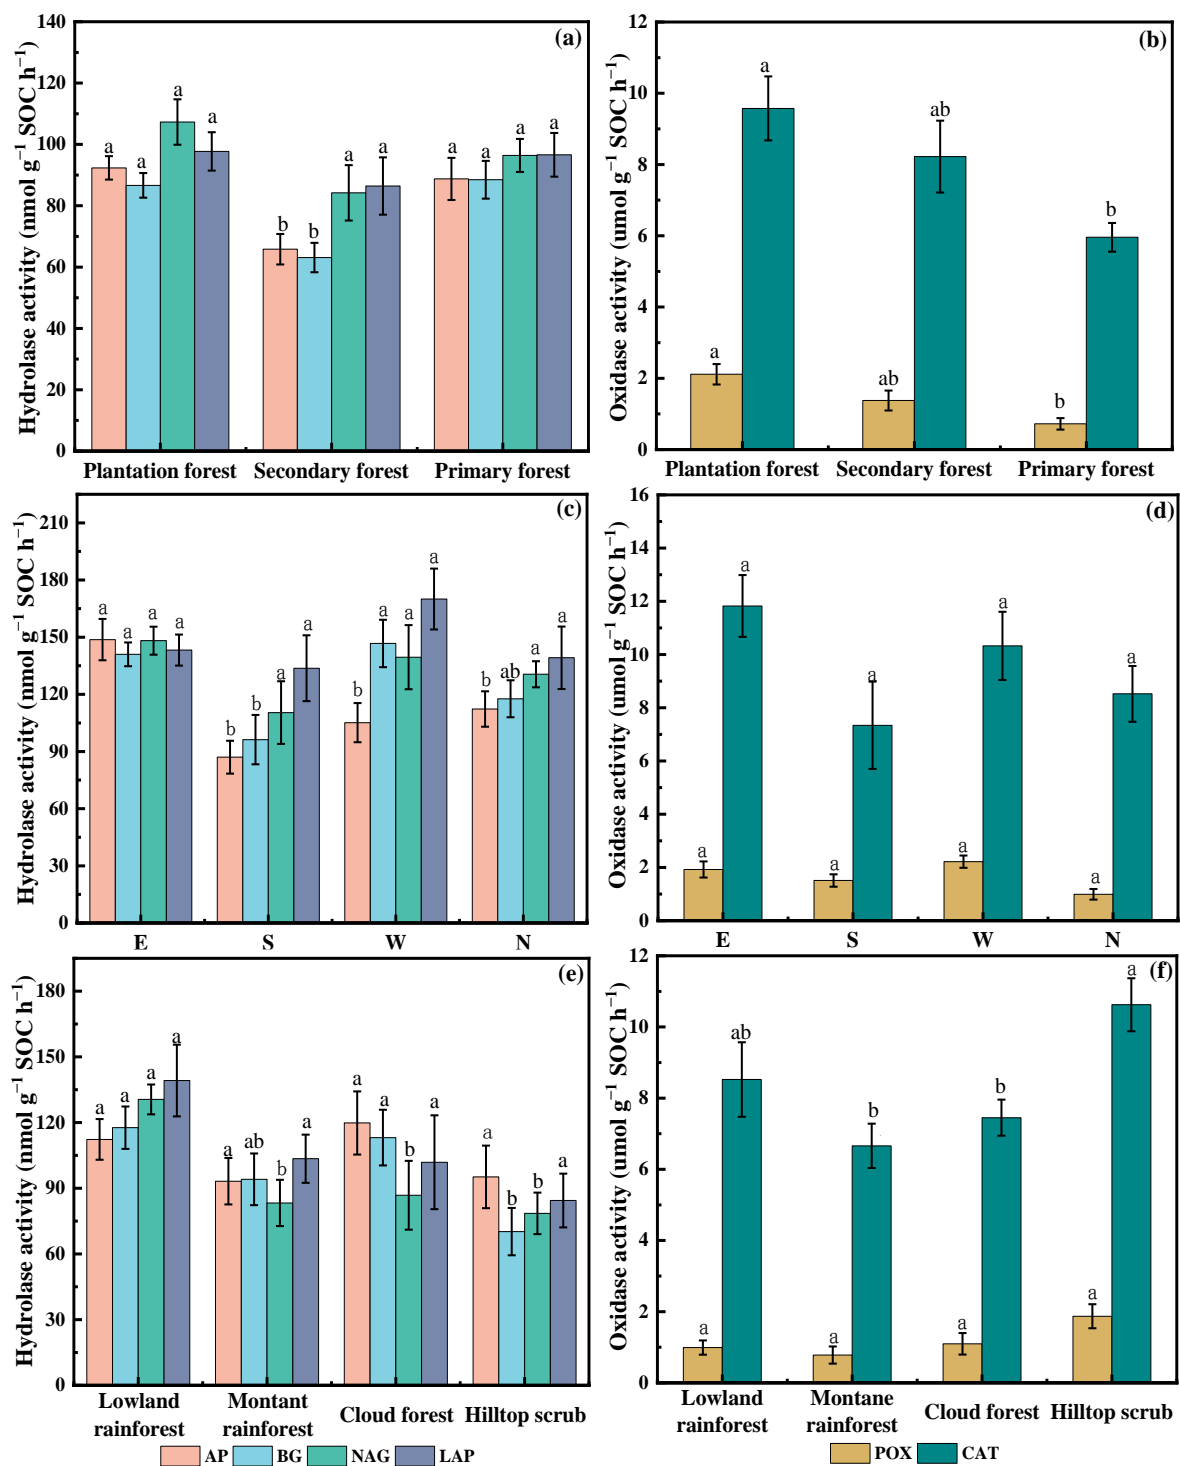 (a)
Hydrolase activity (nmol g⁻¹ SOC h⁻¹)
140
120
100
80
60
40
20
0
a a a a
b b a a
a a a a
Plantation forest Secondary forest Primary forest
(b)
Oxidase activity (umol g⁻¹ SOC h⁻¹)
12
10
8
6
4
2
0
a a
ab ab
b b
Plantation forest Secondary forest Primary forest
(c)
Hydrolase activity (nmol g⁻¹ SOC h⁻¹)
210
180
150
120
90
60
30
0
a a a a
b b a a
b a a a
b ab a a
E S W N
(d)
Oxidase activity (umol g⁻¹ SOC h⁻¹)
16
14
12
10
8
6
4
2
0
a a
a a
a a
a a
E S W N
(e)
Hydrolase activity (nmol g⁻¹ SOC h⁻¹)
180
150
120
90
60
30
0
a a a a
a ab b a
a a b a
a b b a
Lowland rainforest
Montant rainforest
Cloud forest
Hilltop scrub
AP BG NAG LAP
(f)
Oxidase activity (umol g⁻¹ SOC h⁻¹)
12
10
8
6
4
2
0
a ab
a b
a b
a a
Lowland rainforest
Montane rainforest
Cloud forest
Hilltop scrub
POX CAT